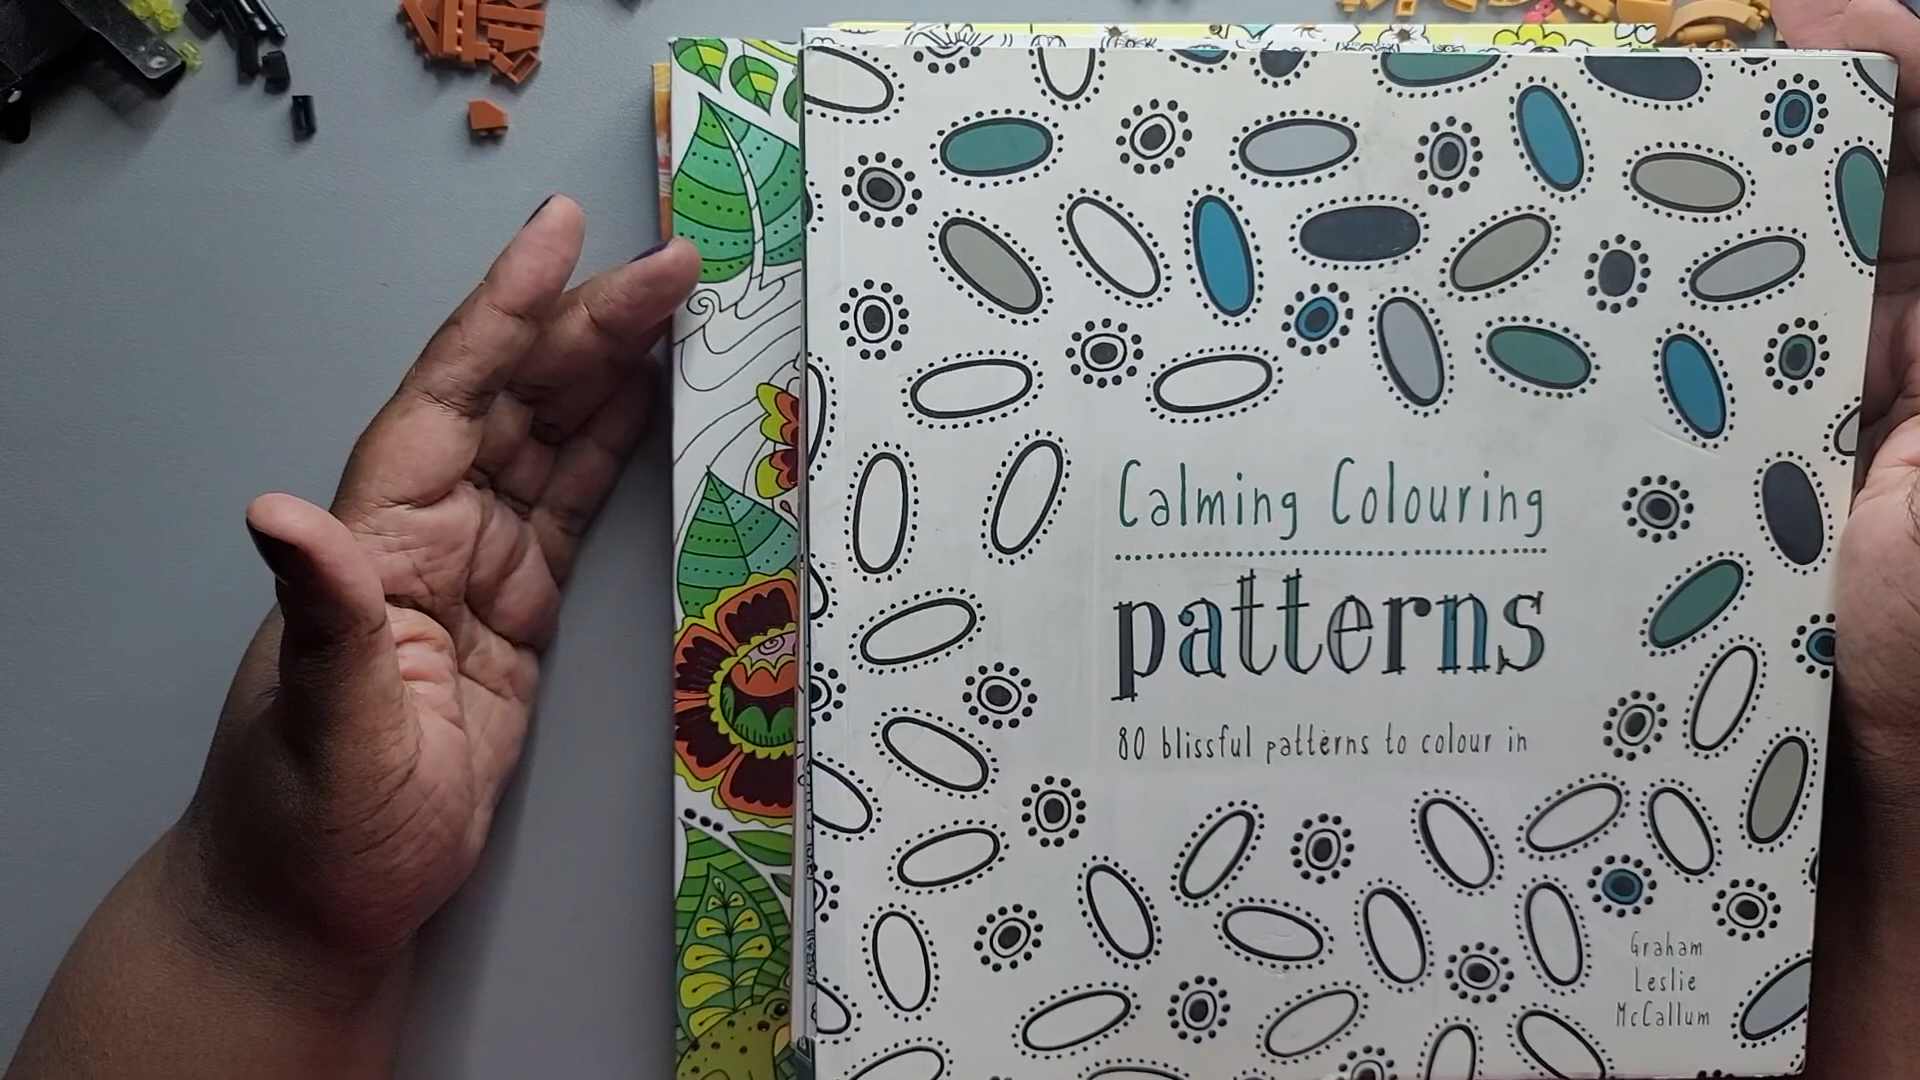 Calming Colouring
patterns
80 blissful patterns to colour in
Graham
Leslie
McCallum